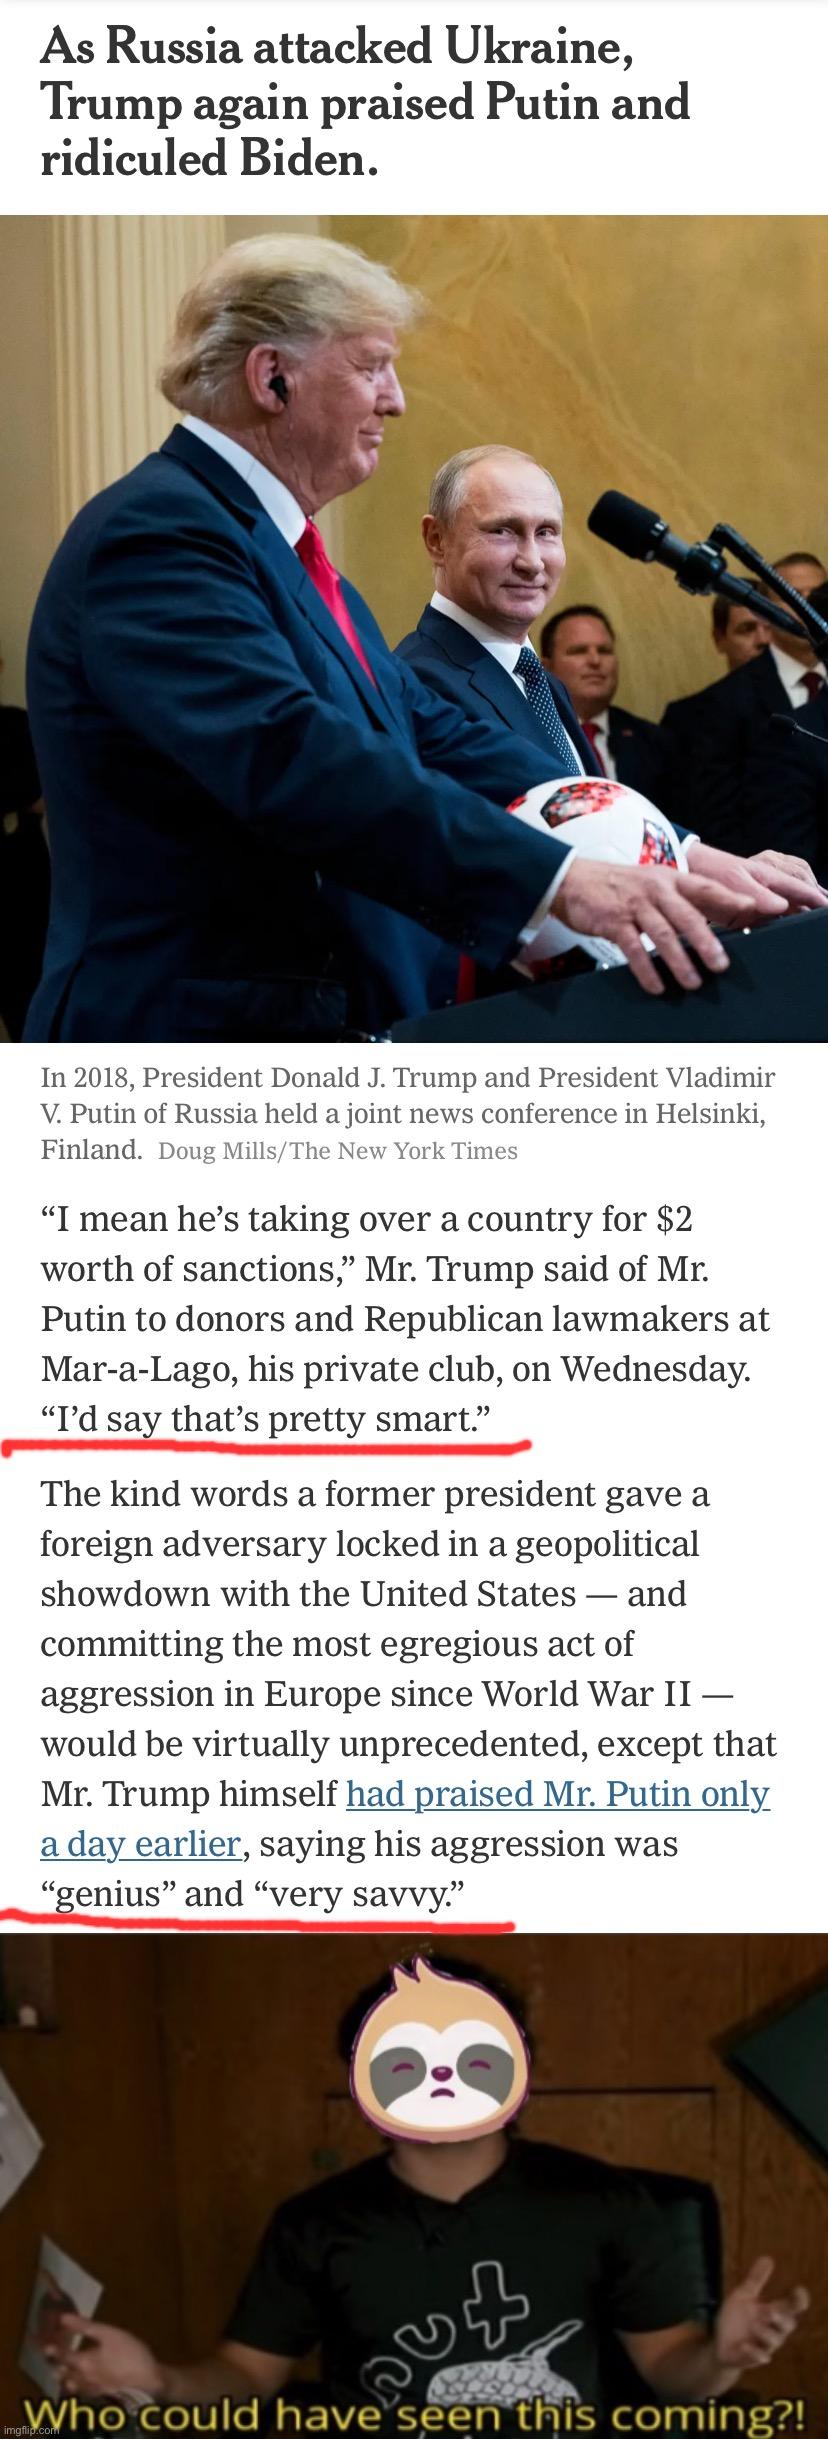 As Russia attacked Ukraine,
Trump again praised Putin and
ridiculed Biden.
In 2018, President Donald J. Trump and President Vladimir
V. Putin of Russia held a joint news conference in Helsinki,
Finland. Doug Mills/The New York Times
“I mean he’s taking over a country for $2
worth of sanctions,” Mr. Trump said of Mr.
Putin to donors and Republican lawmakers at
Mar-a-Lago, his private club, on Wednesday.
“I’d say that’s pretty smart.”
The kind words a former president gave a
foreign adversary locked in a geopolitical
showdown with the United States — and
committing the most egregious act of
aggression in Europe since World War II —
would be virtually unprecedented, except that
Mr. Trump himself had praised Mr. Putin only
a day earlier, saying his aggression was
“genius” and “very savvy.”
nut
Who could have seen this coming?!
imgflip.com